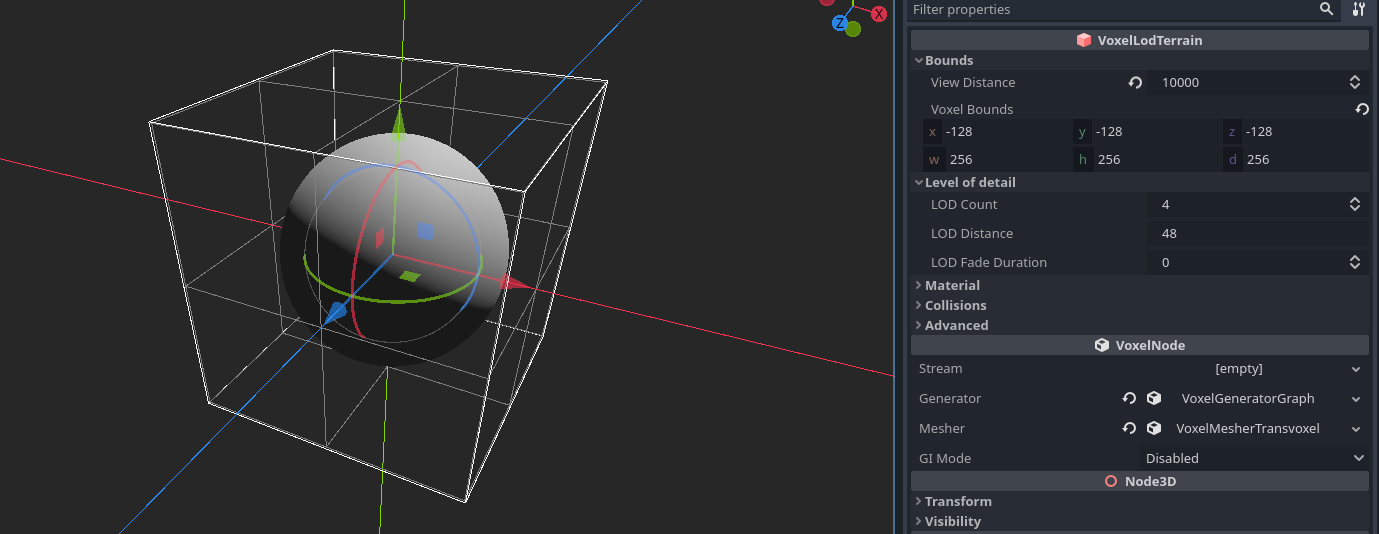 Filter properties
Z
X
VoxelLodTerrain
Bounds
View Distance 10000
Voxel Bounds
x -128 y -128 z -128
w 256 h 256 d 256
Level of detail
LOD Count 4
LOD Distance 48
LOD Fade Duration 0
Material
Collisions
Advanced
VoxelNode
Stream [empty]
Generator VoxelGeneratorGraph
Mesher VoxelMesherTransvoxel
GI Mode Disabled
Node3D
Transform
Visibility